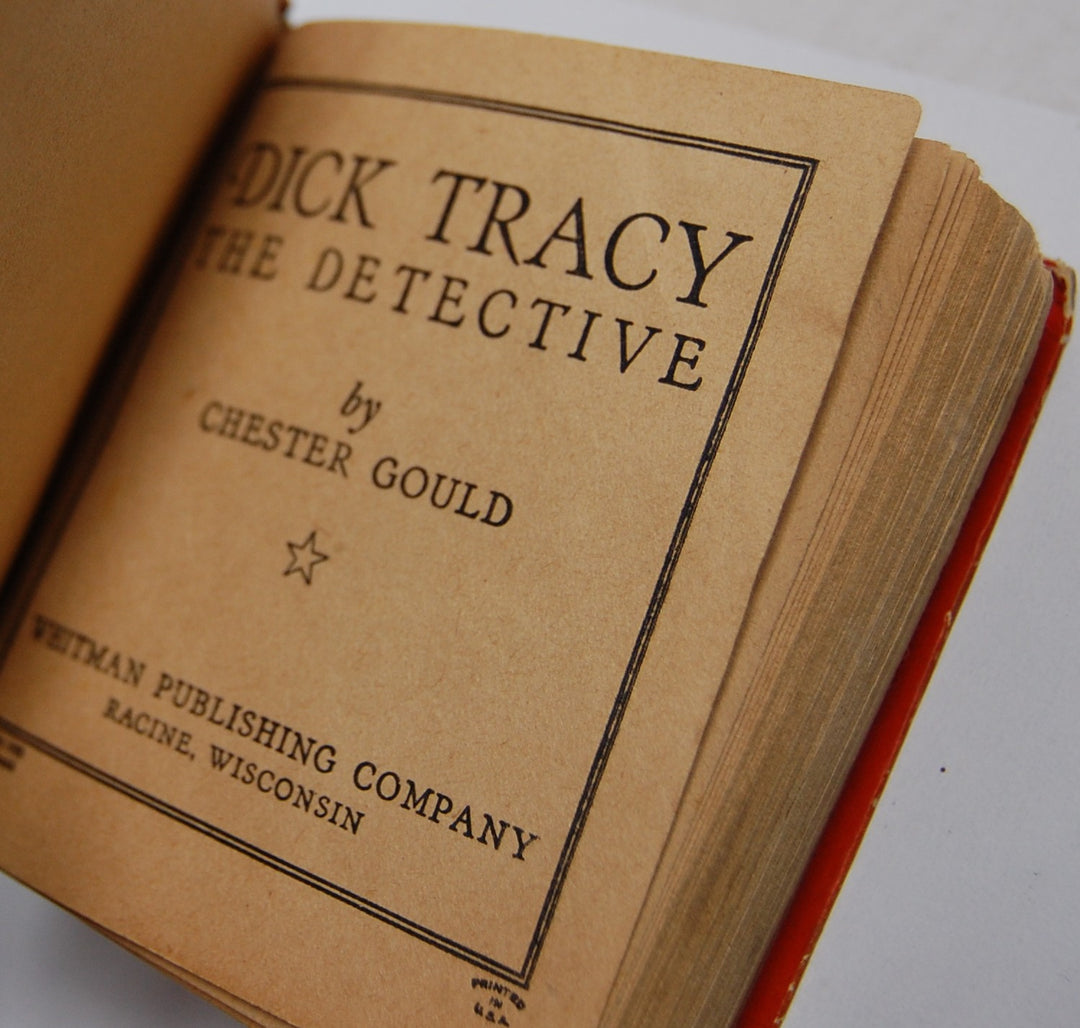 DICK TRACY
THE DETECTIVE
by
CHESTER GOULD
WHITMAN PUBLISHING COMPANY
RACINE, WISCONSIN
PRINTED
IN
U.S.A.